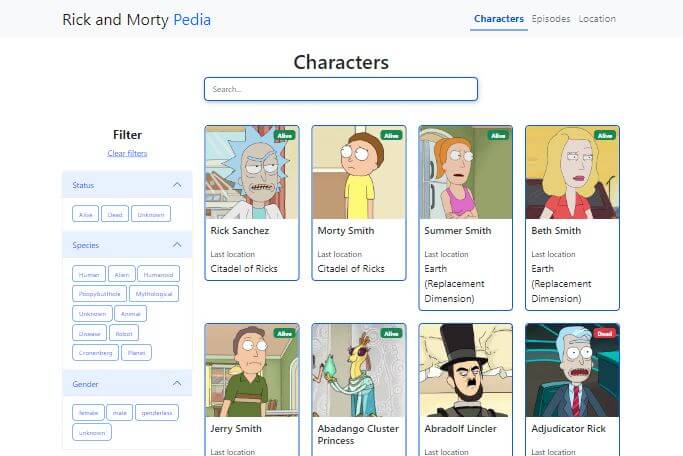 Rick and Morty Pedia
Characters Episodes Location
Characters
Search...
Filter
Clear filters
Status
Alive Dead Unknown
Species
Human Alien Humanoid
Poopybutthole Mythological
Unknown Animal
Disease Robot
Cronenberg Planet
Gender
female male genderless
unknown
Alive
Rick Sanchez
Last location
Citadel of Ricks
Alive
Morty Smith
Last location
Citadel of Ricks
Alive
Summer Smith
Last location
Earth
(Replacement
Dimension)
Alive
Beth Smith
Last location
Earth
(Replacement
Dimension)
Alive
Jerry Smith
Last location
Alive
Abadango Cluster
Princess
Abradolf Lincler
Last location
Dead
Adjudicator Rick
Last location